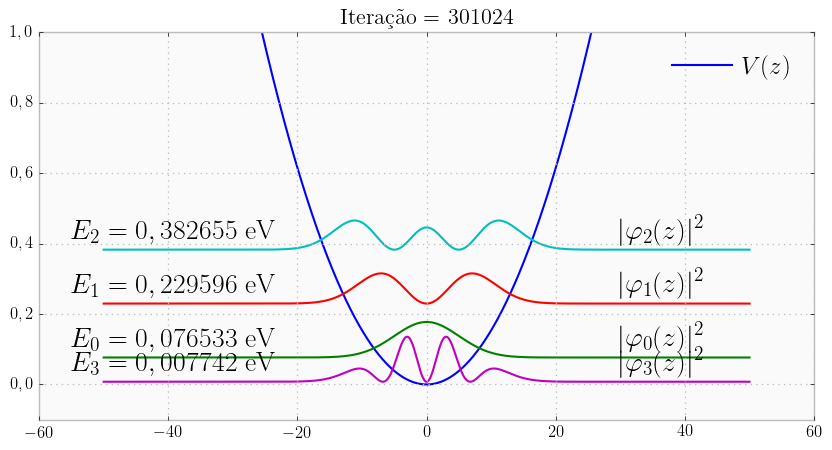 Iteração = 301024
1,0
0,8
0,6
0,4
0,2
0,0
V(z)
E₂ = 0,382655 eV
|φ₂(z)|²
E₁ = 0,229596 eV
|φ₁(z)|²
E₀ = 0,076533 eV
|φ₀(z)|²
E₃ = 0,007742 eV
|φ₃(z)|²
−60 −40 −20 0 20 40 60